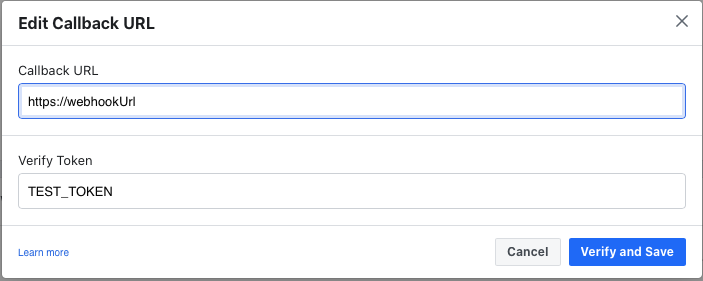 Edit Callback URL
Callback URL
https://webhookUrl
Verify Token
TEST_TOKEN
Learn more
Cancel
Verify and Save